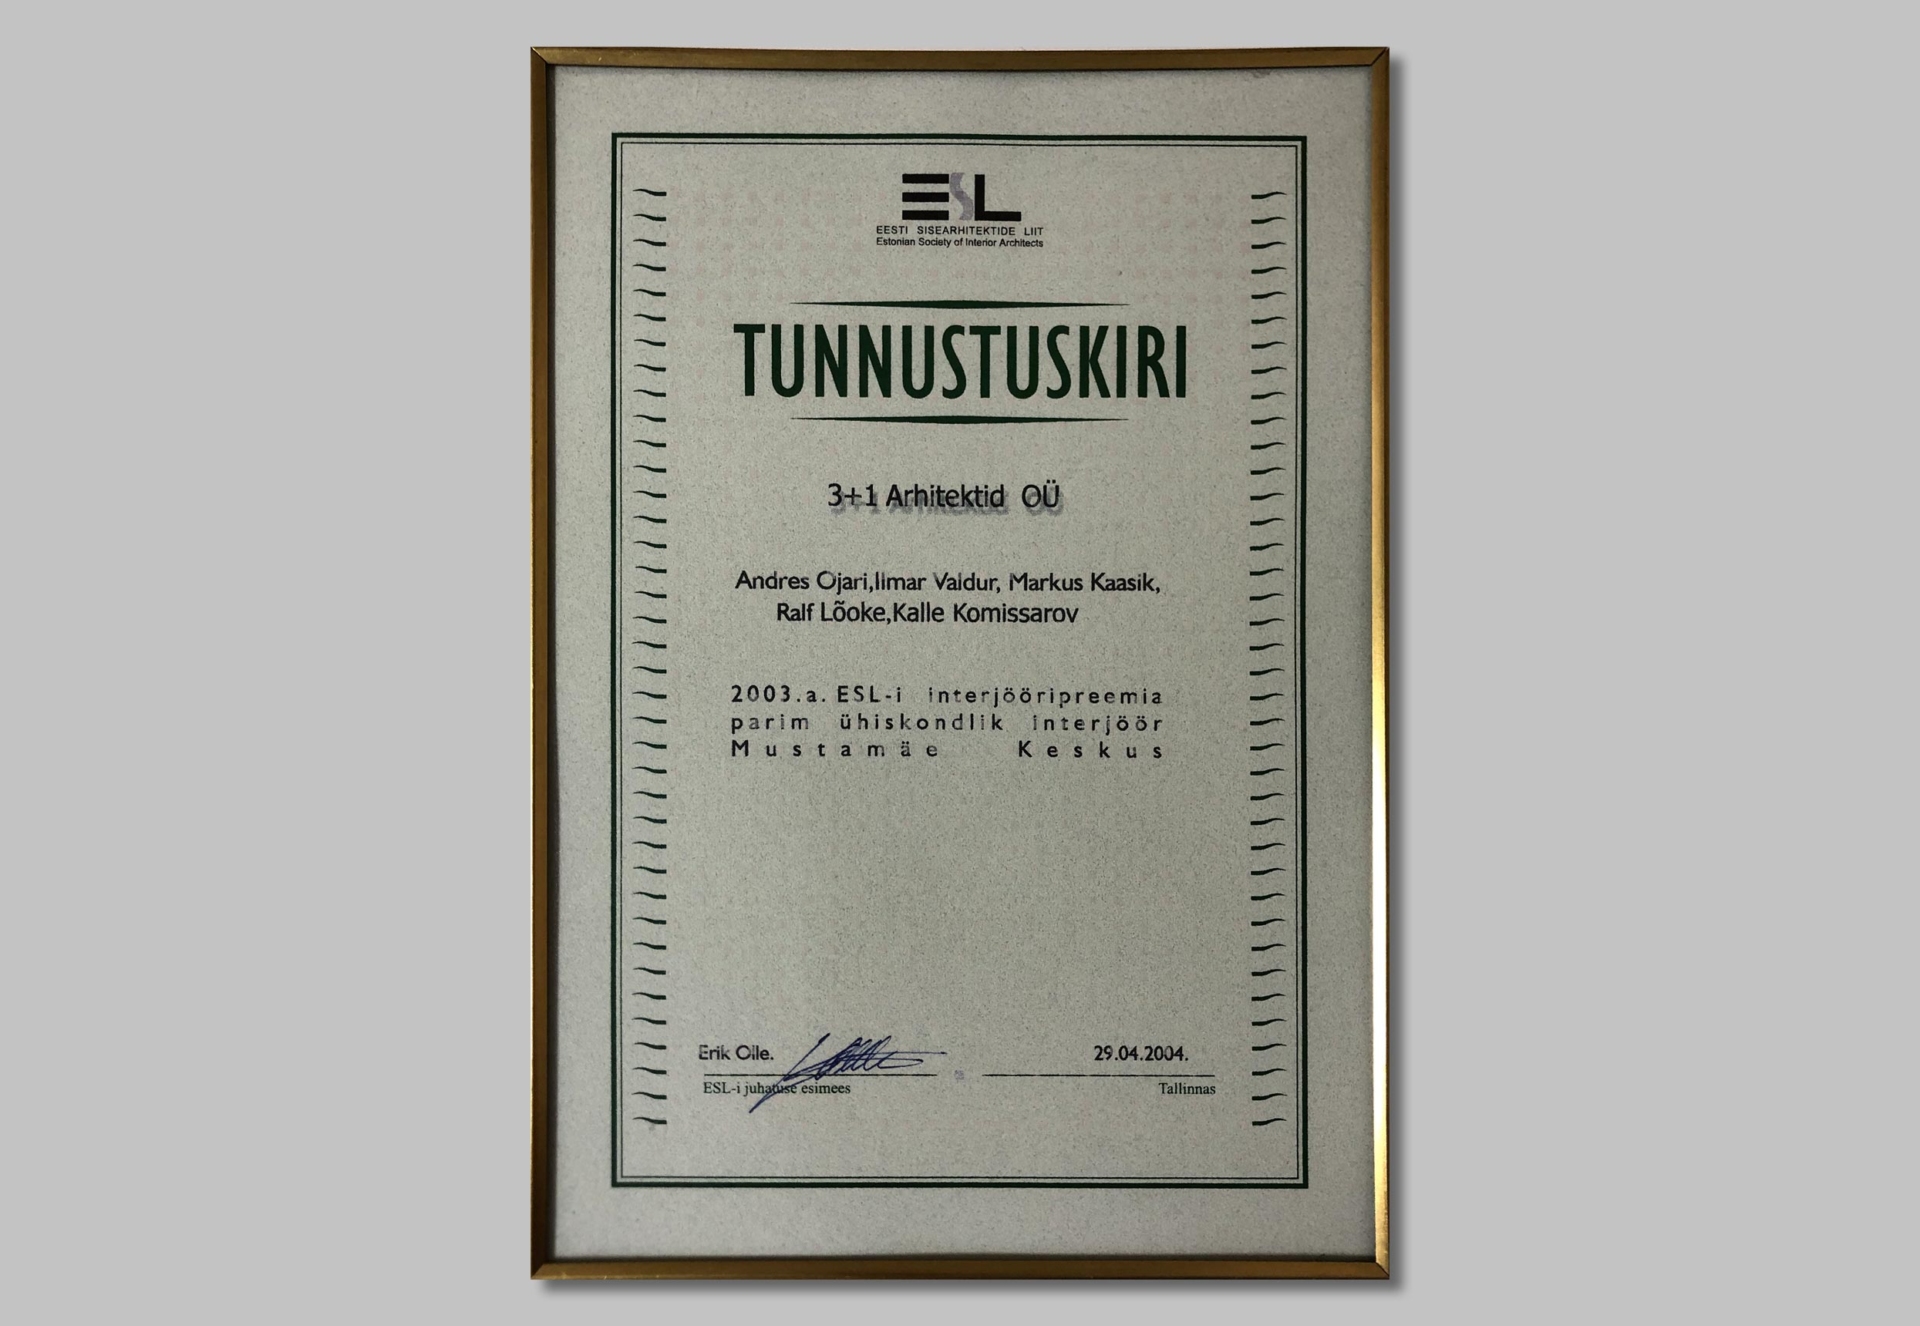 ESL
EESTI SISEARHITEKTIDE LIIT
Estonian Society of Interior Architects
TUNNUSTUSKIRI
3+1 Arhitektid OÜ
Andres Ojari,Ilmar Valdur, Markus Kaasik,
Ralf Lõoke,Kalle Komissarov
2003.a. ESL-i interjööripreemia
parim ühiskondlik interjöör
Mustamäe Keskus
Erik Olle.
29.04.2004.
ESL-i juhatuse esimees
Tallinnas